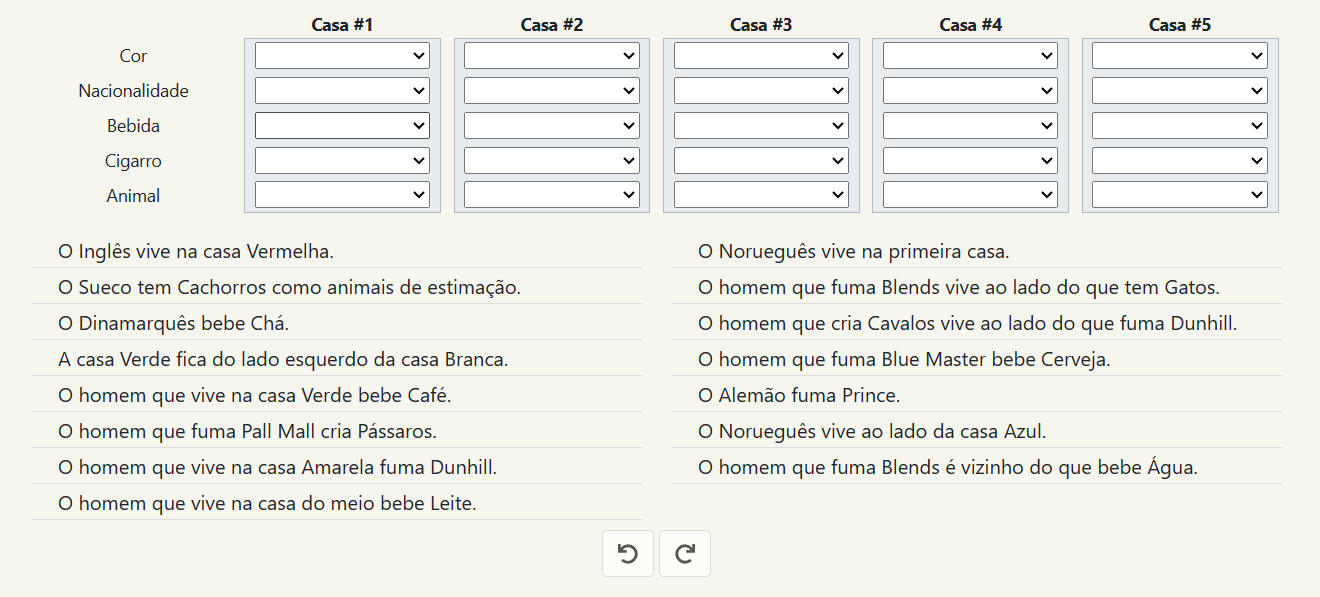 Casa #1 Casa #2 Casa #3 Casa #4 Casa #5
Cor
Nacionalidade
Bebida
Cigarro
Animal
O Inglês vive na casa Vermelha.
O Sueco tem Cachorros como animais de estimação.
O Dinamarquês bebe Chá.
A casa Verde fica do lado esquerdo da casa Branca.
O homem que vive na casa Verde bebe Café.
O homem que fuma Pall Mall cria Pássaros.
O homem que vive na casa Amarela fuma Dunhill.
O homem que vive na casa do meio bebe Leite.
O Norueguês vive na primeira casa.
O homem que fuma Blends vive ao lado do que tem Gatos.
O homem que cria Cavalos vive ao lado do que fuma Dunhill.
O homem que fuma Blue Master bebe Cerveja.
O Alemão fuma Prince.
O Norueguês vive ao lado da casa Azul.
O homem que fuma Blends é vizinho do que bebe Água.